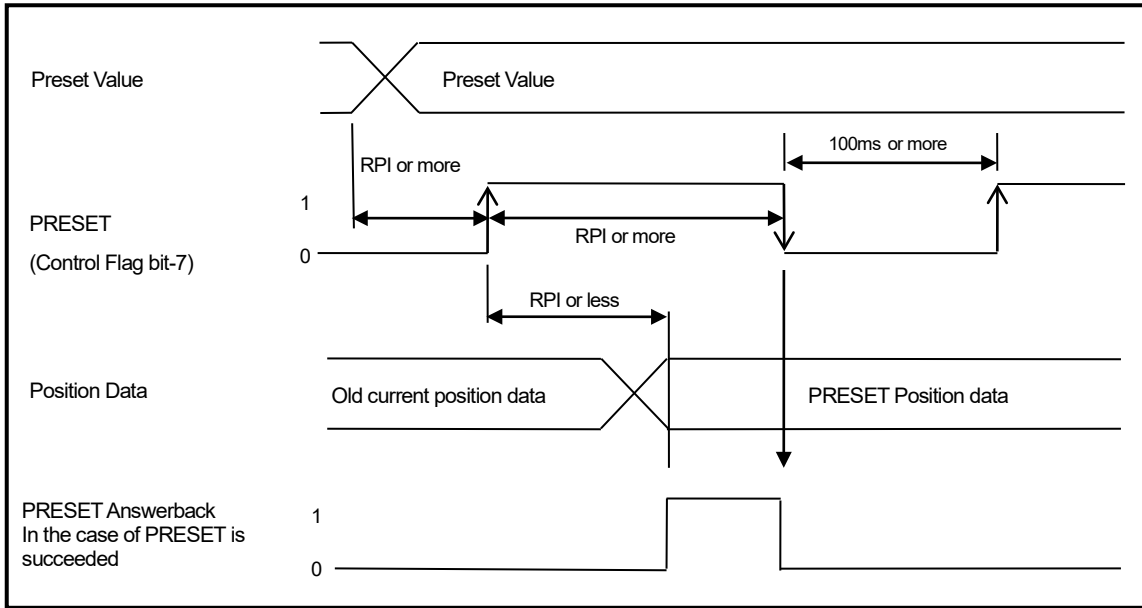 Preset Value
Preset Value
100ms or more
RPI or more
1
PRESET
RPI or more
(Control Flag bit-7)
0
RPI or less
Position Data
Old current position data
PRESET Position data
PRESET Answerback
In the case of PRESET is
succeeded
1
0